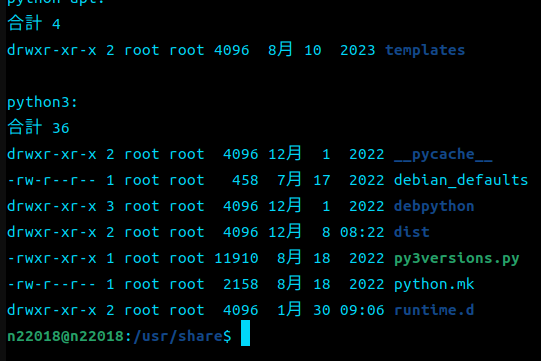 python-apt:
合計 4
drwxr-xr-x 2 root root 4096  8月 10  2023 templates

python3:
合計 36
drwxr-xr-x 2 root root  4096 12月  1  2022 __pycache__
-rw-r--r-- 1 root root   458  7月 17  2022 debian_defaults
drwxr-xr-x 3 root root  4096 12月  1  2022 debpython
drwxr-xr-x 2 root root  4096 12月  8 08:22 dist
-rwxr-xr-x 1 root root 11910  8月 18  2022 py3versions.py
-rw-r--r-- 1 root root  2158  8月 18  2022 python.mk
drwxr-xr-x 2 root root  4096  1月 30 09:06 runtime.d
n22018@n22018:/usr/share$